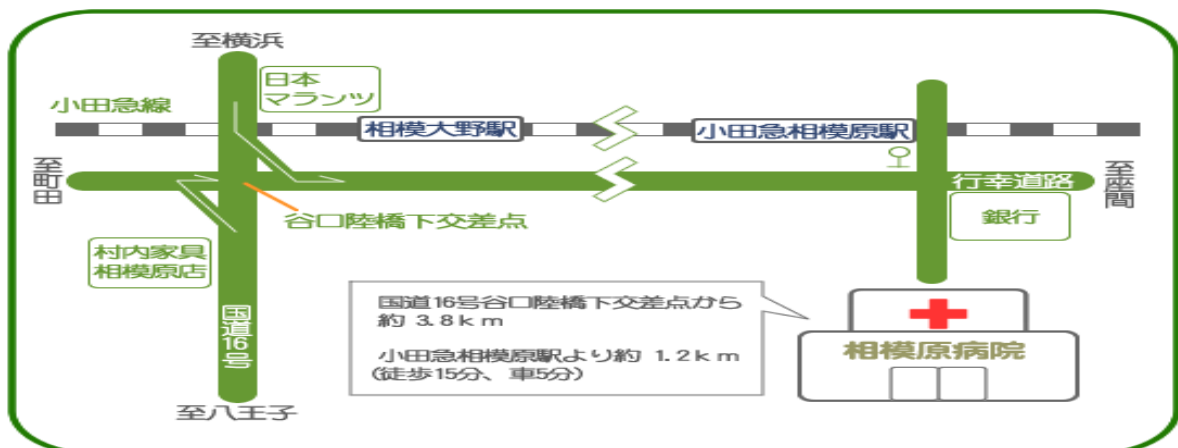 至横浜
日本
マランツ
小田急線
相模大野駅
小田急相模原駅
至町田
行幸道路
至座間
谷口陸橋下交差点
銀行
村内家具
相模原店
国道16号
国道16号谷口陸橋下交差点から
約 3.8km
小田急相模原駅より約 1.2km
(徒歩15分、車5分)
相模原病院
至八王子